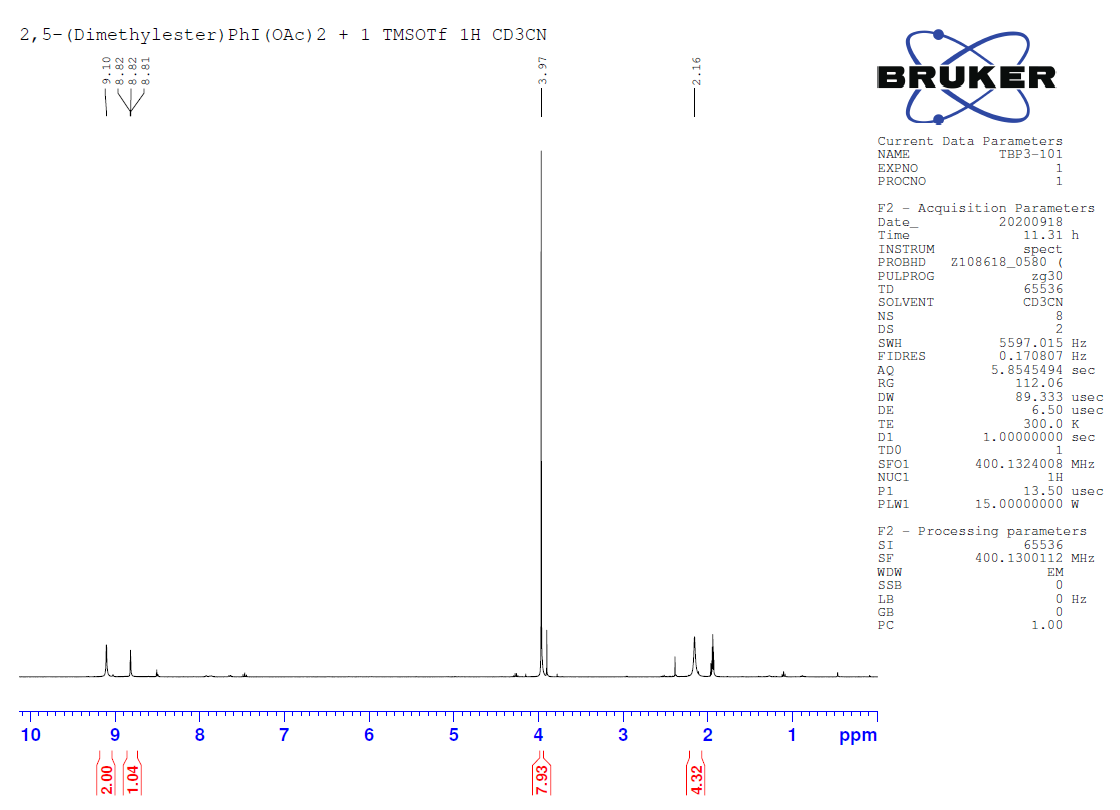 2,5-(Dimethylester)PhI(OAc)2 + 1 TMSOTf 1H CD3CN
9.10
8.82
8.82
8.81
3.97
2.16
BRUKER
Current Data Parameters
NAME TBP3-101
EXPNO 1
PROCNO 1
F2 - Acquisition Parameters
Date_ 20200918
Time 11.31 h
INSTRUM spect
PROBHD Z108618_0580 (
PULPROG zg30
TD 65536
SOLVENT CD3CN
NS 8
DS 2
SWH 5597.015 Hz
FIDRES 0.170807 Hz
AQ 5.8545494 sec
RG 112.06
DW 89.333 usec
DE 6.50 usec
TE 300.0 K
D1 1.00000000 sec
TD0 1
SFO1 400.1324008 MHz
NUC1 1H
P1 13.50 usec
PLW1 15.00000000 W
F2 - Processing parameters
SI 65536
SF 400.1300112 MHz
WDW EM
SSB 0
LB 0 Hz
GB 0
PC 1.00
10 9 8 7 6 5 4 3 2 1 ppm
2.00
1.04
7.93
4.32